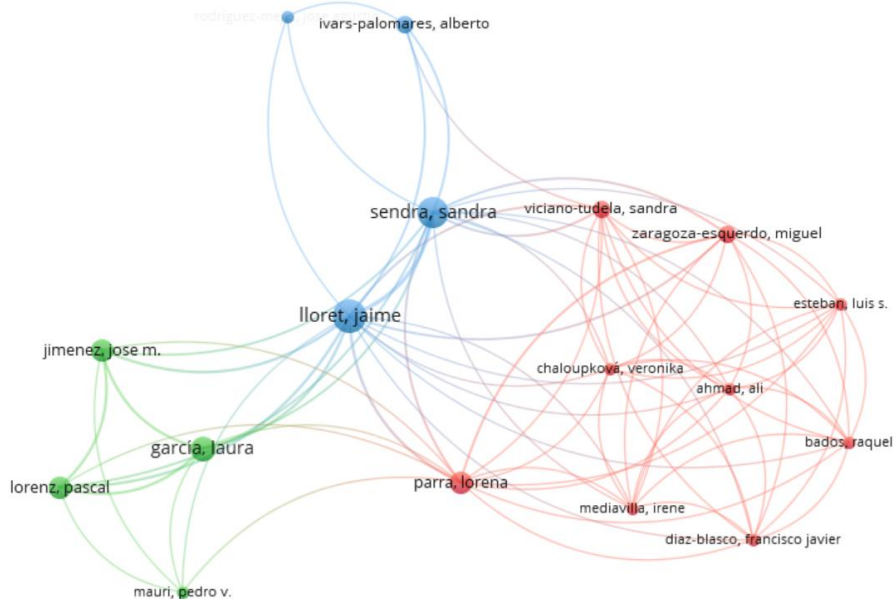 ivars-palomares, alberto
sendra, sandra
viciano-tudela, sandra
zaragoza-esquerdo, miguel
esteban, luis s.
lloret, jaime
jimenez, jose m.
chaloupková, veronika
ahmad, ali
bados, raquel
garcía, laura
parra, lorena
lorenz, pascal
mediavilla, irene
diaz-blasco, francisco javier
mauri, pedro v.